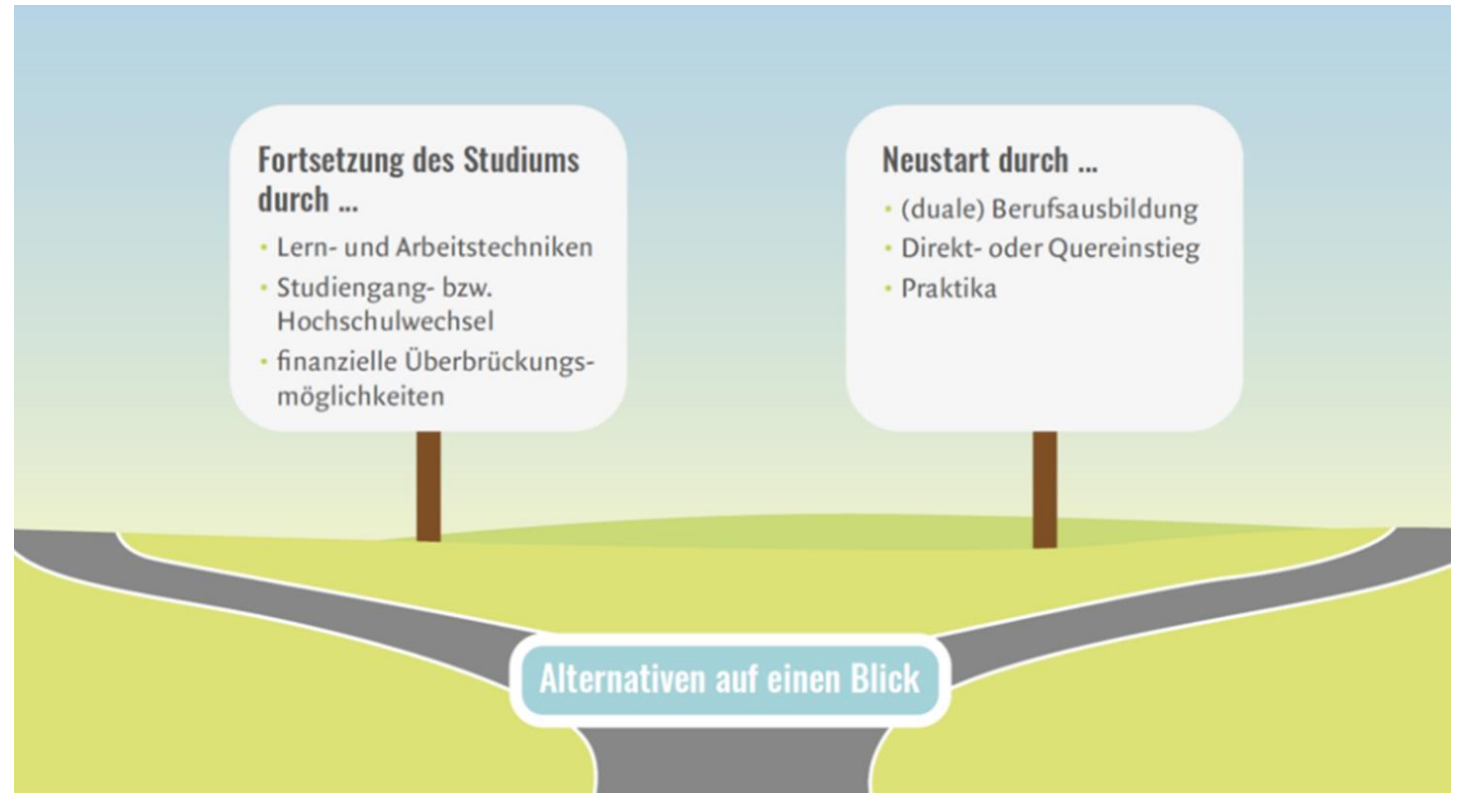 Fortsetzung des Studiums
durch ...
• Lern- und Arbeitstechniken
• Studiengang- bzw.
Hochschulwechsel
• finanzielle Überbrückungs-
möglichkeiten
Neustart durch ...
• (duale) Berufsausbildung
• Direkt- oder Quereinstieg
• Praktika
Alternativen auf einen Blick